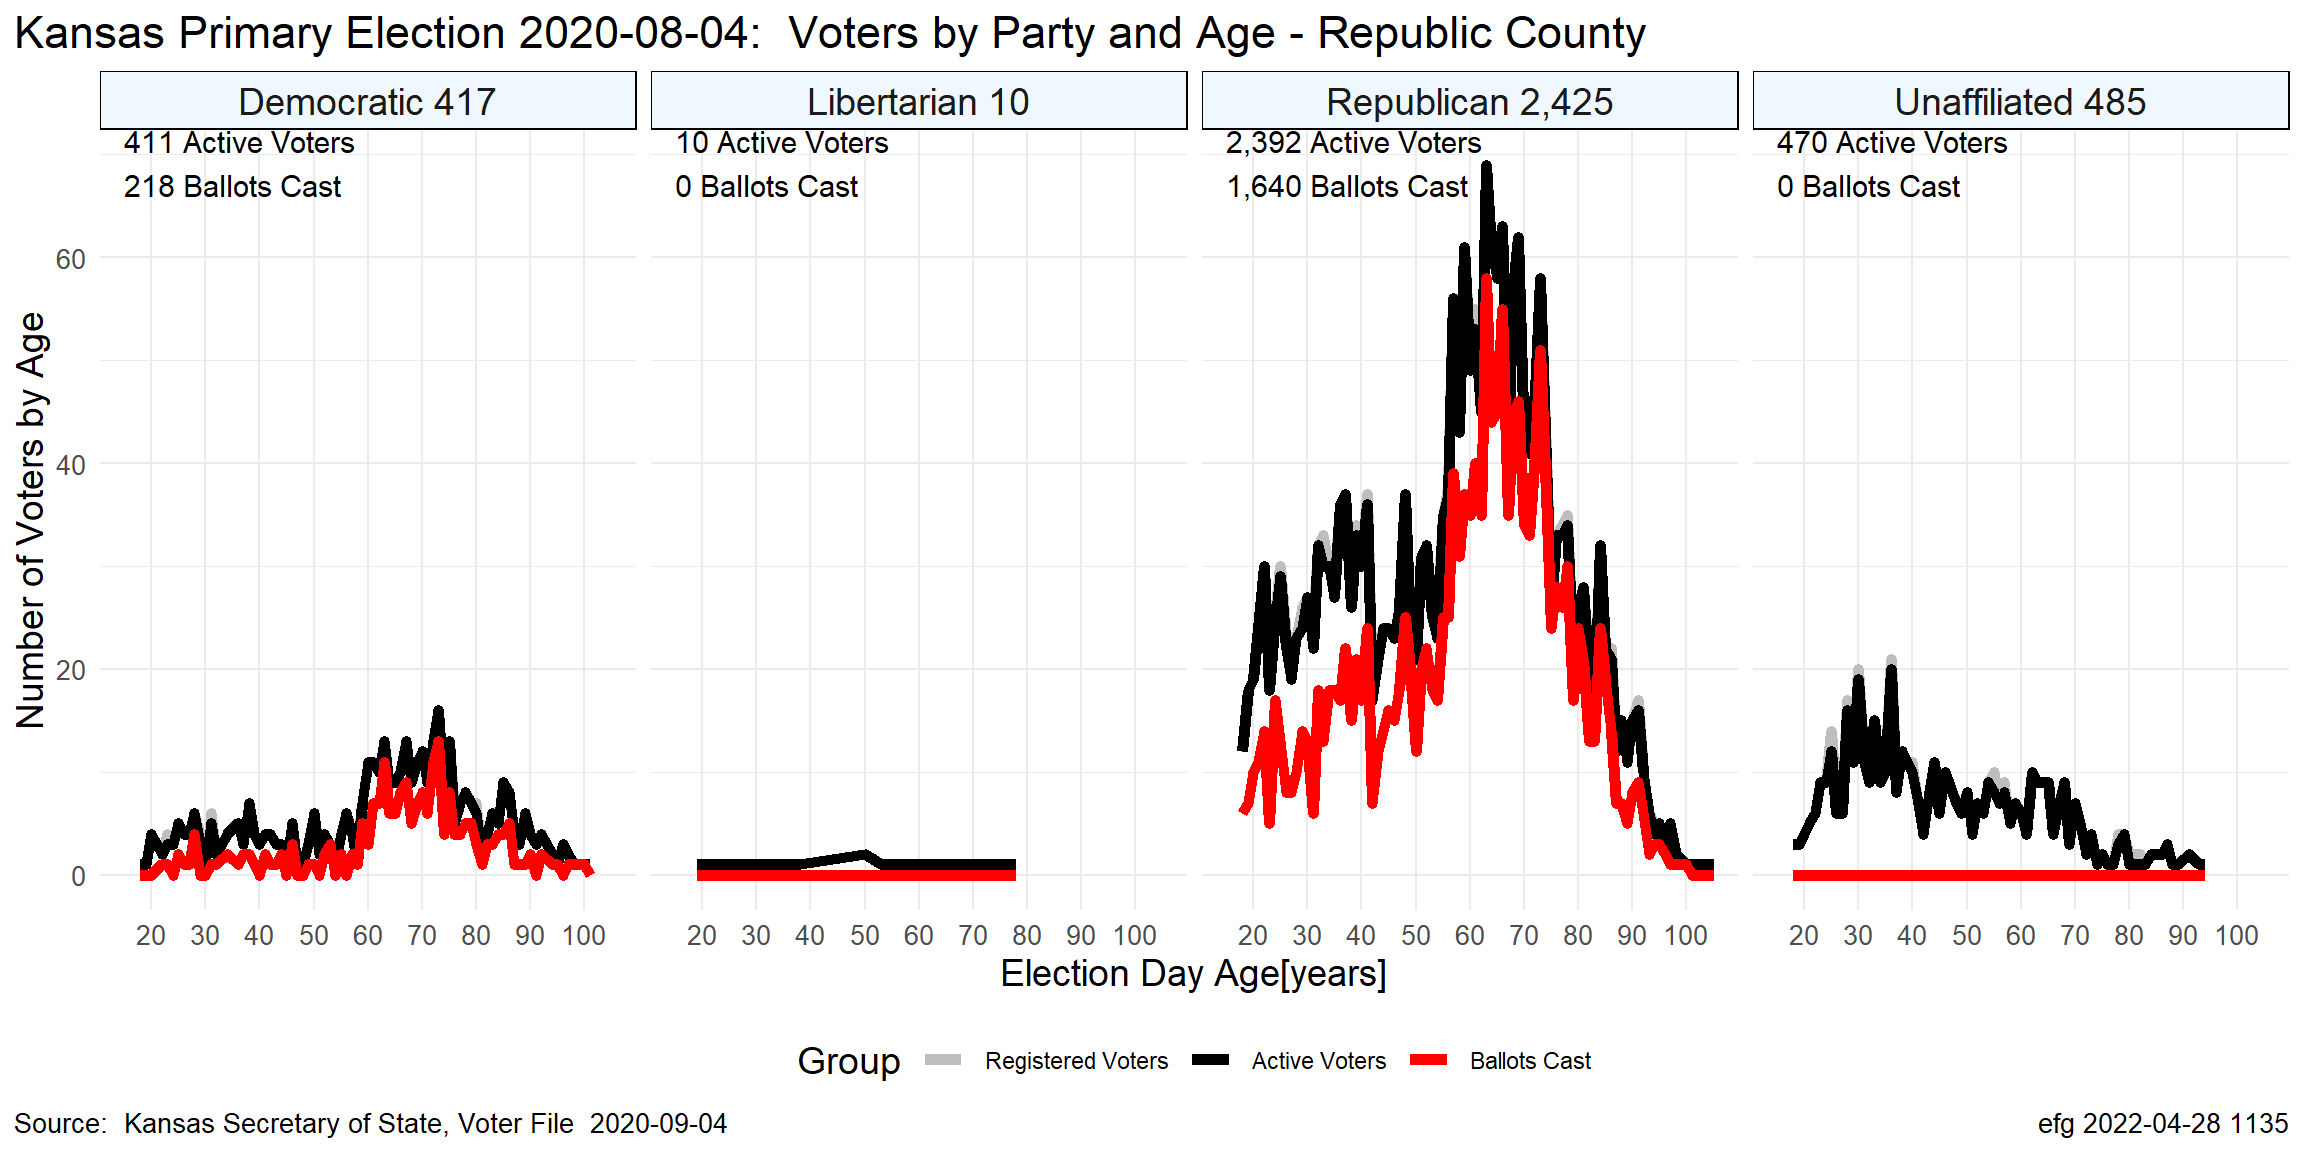 Kansas Primary Election 2020-08-04:  Voters by Party and Age - Republic County
Democratic 417
Libertarian 10
Republican 2,425
Unaffiliated 485
411 Active Voters
218 Ballots Cast
10 Active Voters
0 Ballots Cast
2,392 Active Voters
1,640 Ballots Cast
470 Active Voters
0 Ballots Cast
Number of Voters by Age
60
40
20
0
20 30 40 50 60 70 80 90 100
20 30 40 50 60 70 80 90 100
20 30 40 50 60 70 80 90 100
20 30 40 50 60 70 80 90 100
Election Day Age[years]
Group Registered Voters Active Voters Ballots Cast
Source:  Kansas Secretary of State, Voter File  2020-09-04
efg 2022-04-28 1135